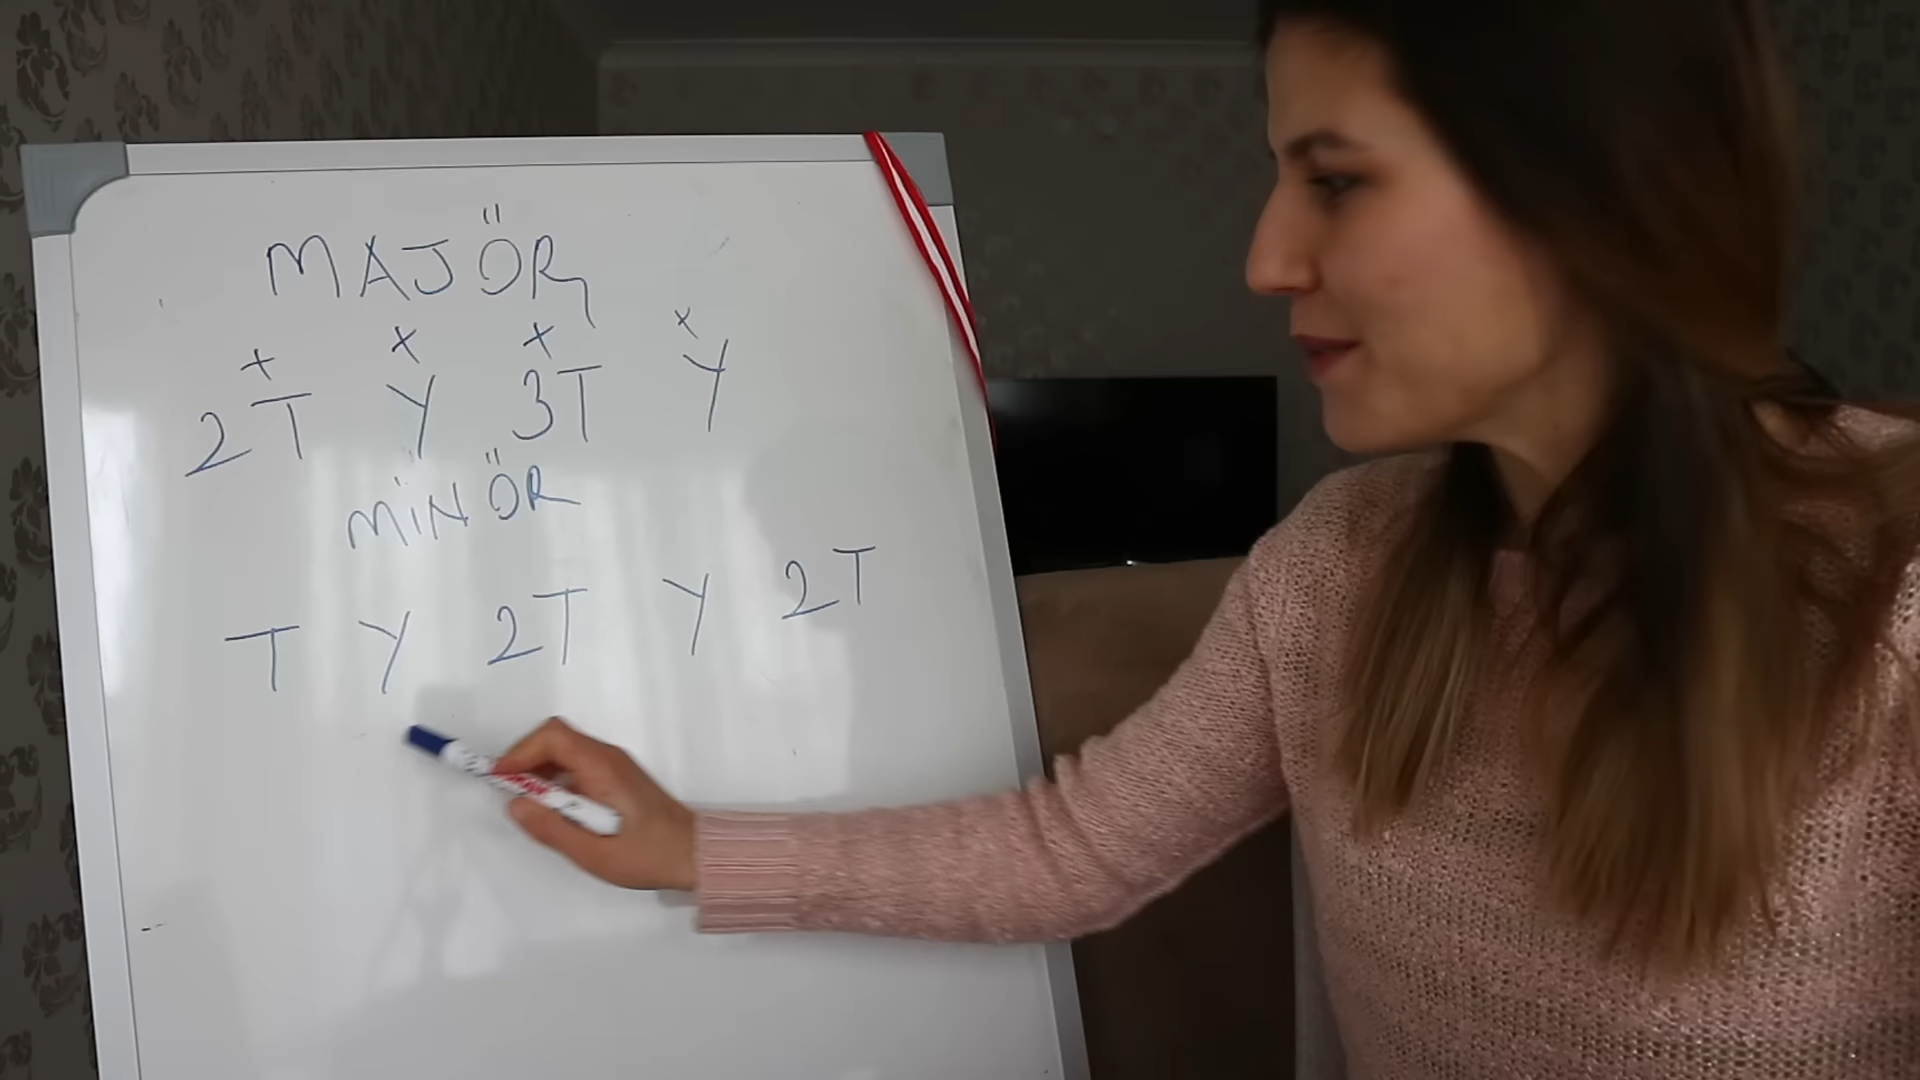 MAJÖR
+ x x x
2T Y 3T Y
MİNÖR
T Y 2T Y 2T